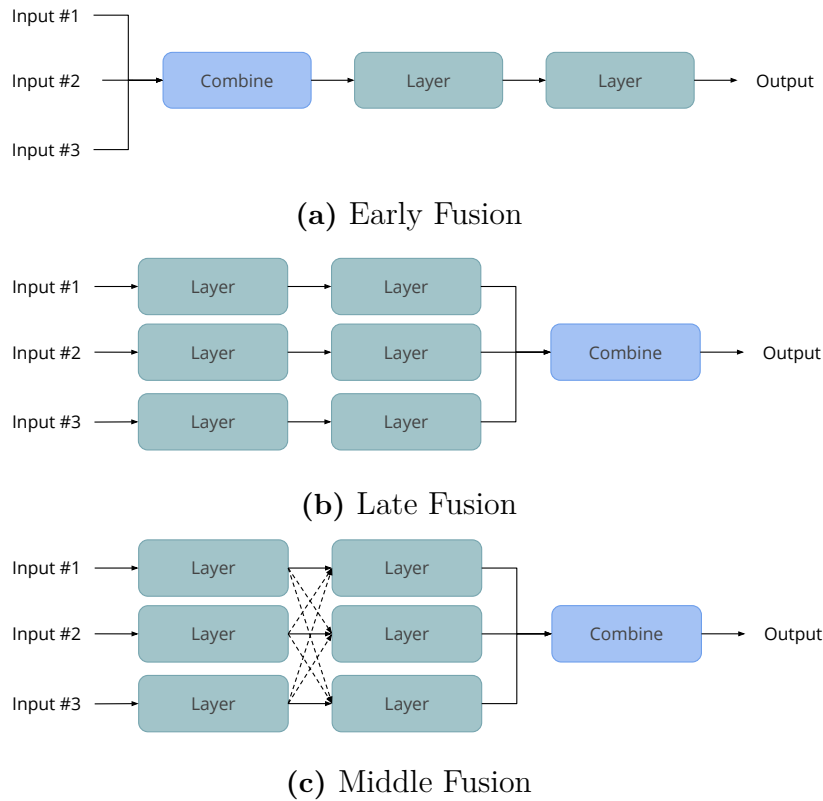 Input #1
Input #2 Combine Layer Layer Output
Input #3
(a) Early Fusion
Input #1 Layer Layer
Input #2 Layer Layer Combine Output
Input #3 Layer Layer
(b) Late Fusion
Input #1 Layer Layer
Input #2 Layer Layer Combine Output
Input #3 Layer Layer
(c) Middle Fusion